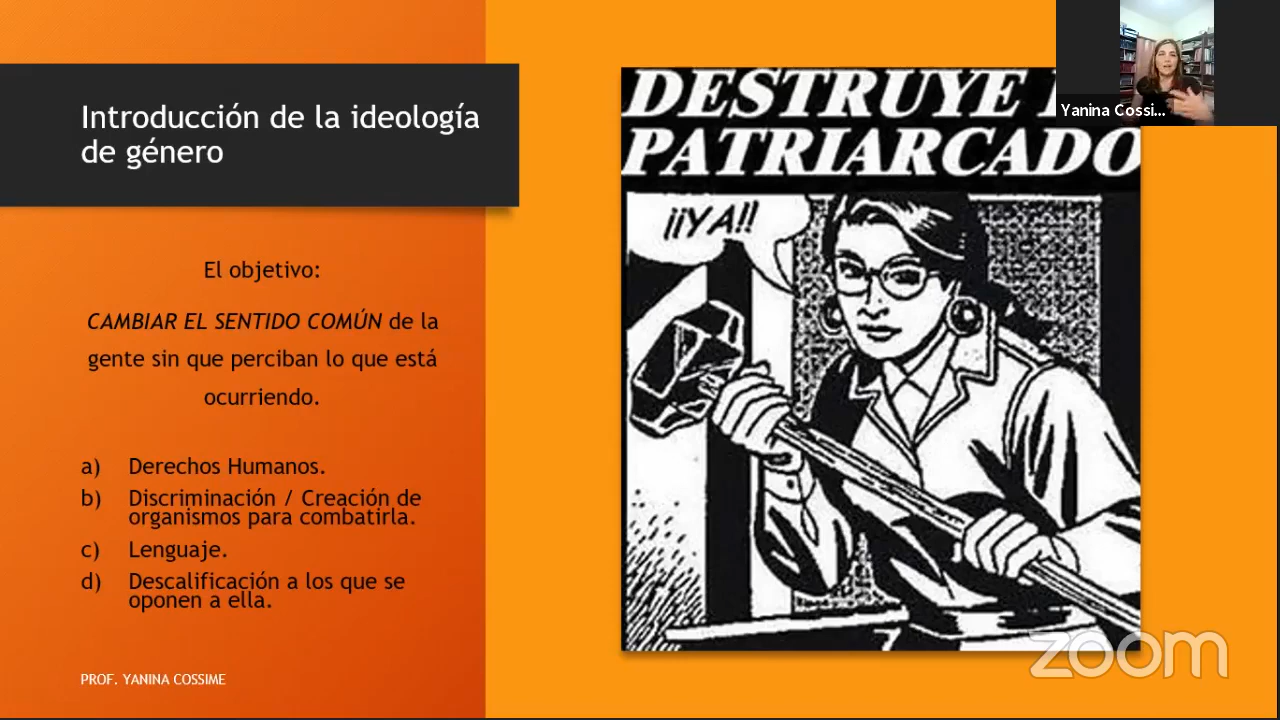 Introducción de la ideología
de género
El objetivo:
CAMBIAR EL SENTIDO COMÚN de la
gente sin que perciban lo que está
ocurriendo.
a) Derechos Humanos.
b) Discriminación / Creación de
organismos para combatirla.
c) Lenguaje.
d) Descalificación a los que se
oponen a ella.
PROF. YANINA COSSIME
DESTRUYE
PATRIARCADO
¡¡YA!!
Yanina Cossi...
zoom